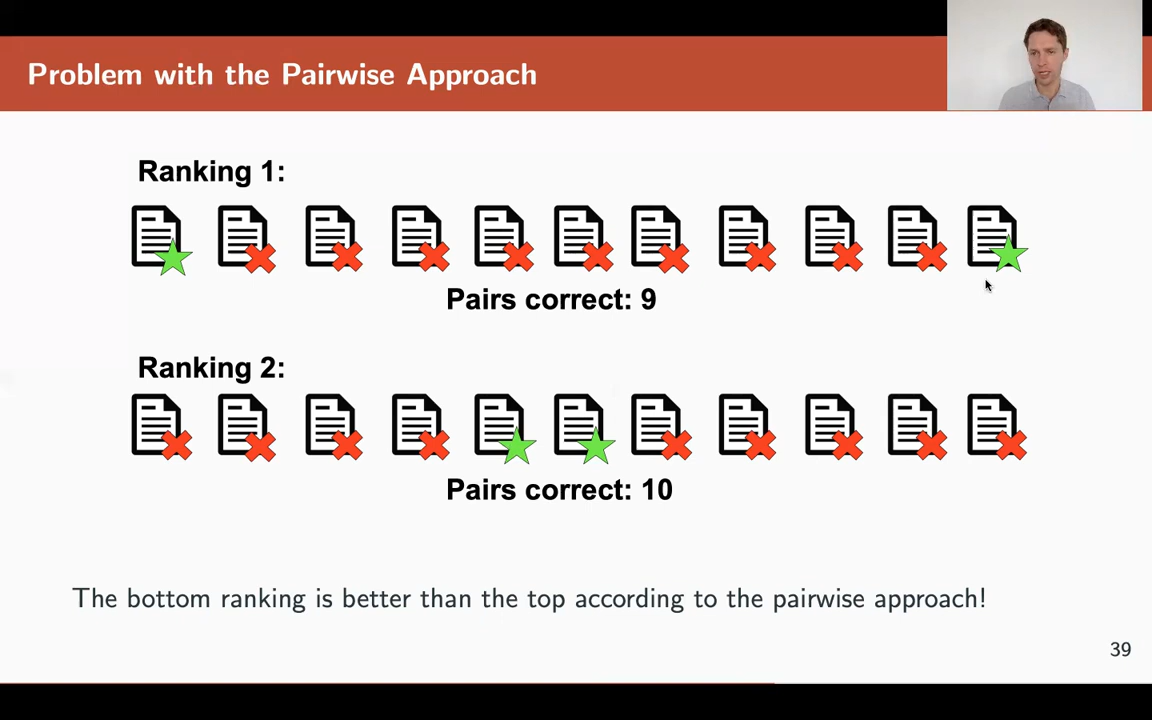 Problem with the Pairwise Approach
Ranking 1:
Pairs correct: 9
Ranking 2:
Pairs correct: 10
The bottom ranking is better than the top according to the pairwise approach!
39